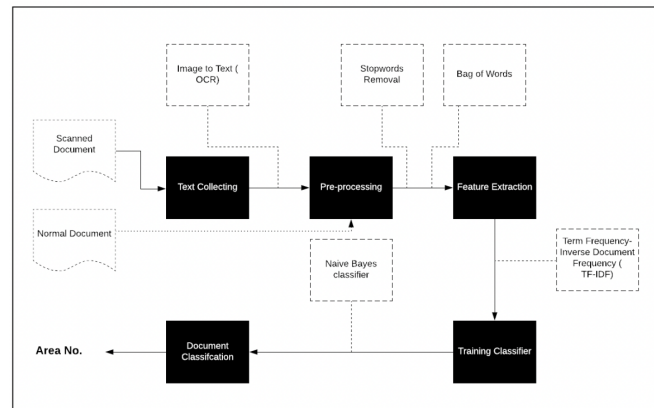 Image to Text (
OCR)
Stopwords
Removal
Bag of Words
Scanned
Document
Text Collecting
Pre-processing
Feature Extraction
Normal Document
Naive Bayes
classifier
Term Frequency-
Inverse Document
Frequency (
TF-IDF)
Area No.
Document
Classifcation
Training Classifier